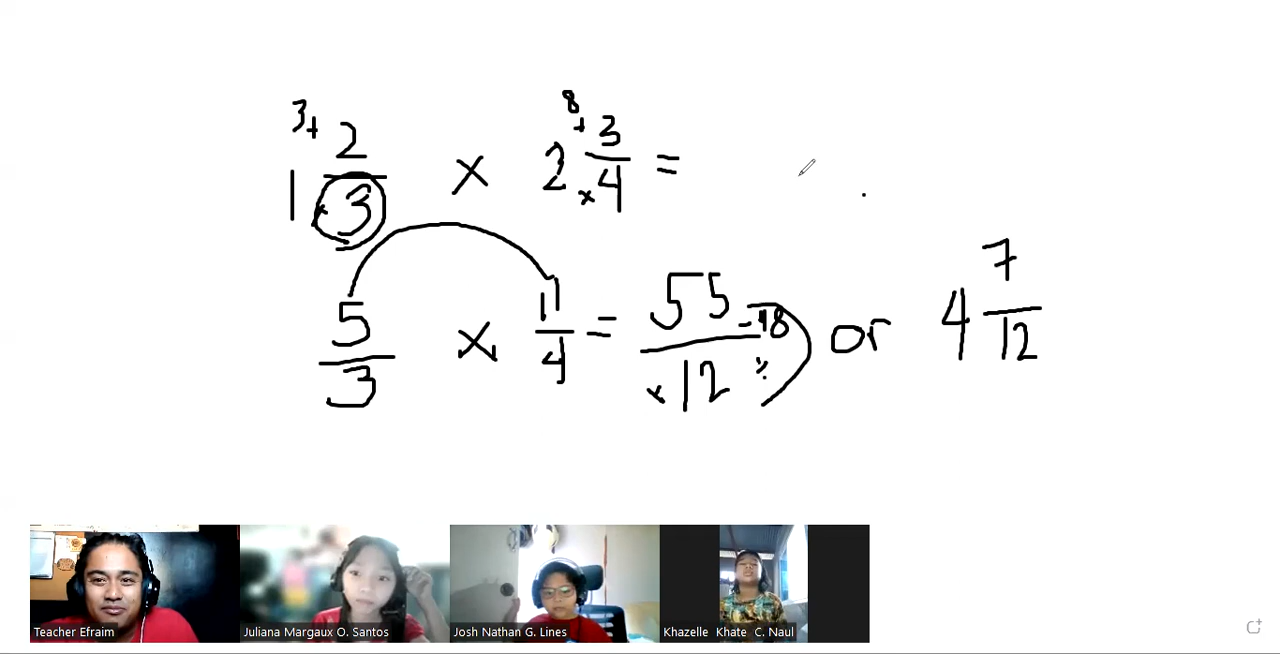 3+ 2 8 + 3
1 × 3 × 2 × 4 =
5 11 55 - 48 7
3 × 4 = × 12 or 4 12
Teacher Efraim
Juliana Margaux O. Santos
Josh Nathan G. Lines
Khazelle Khate C. Naul